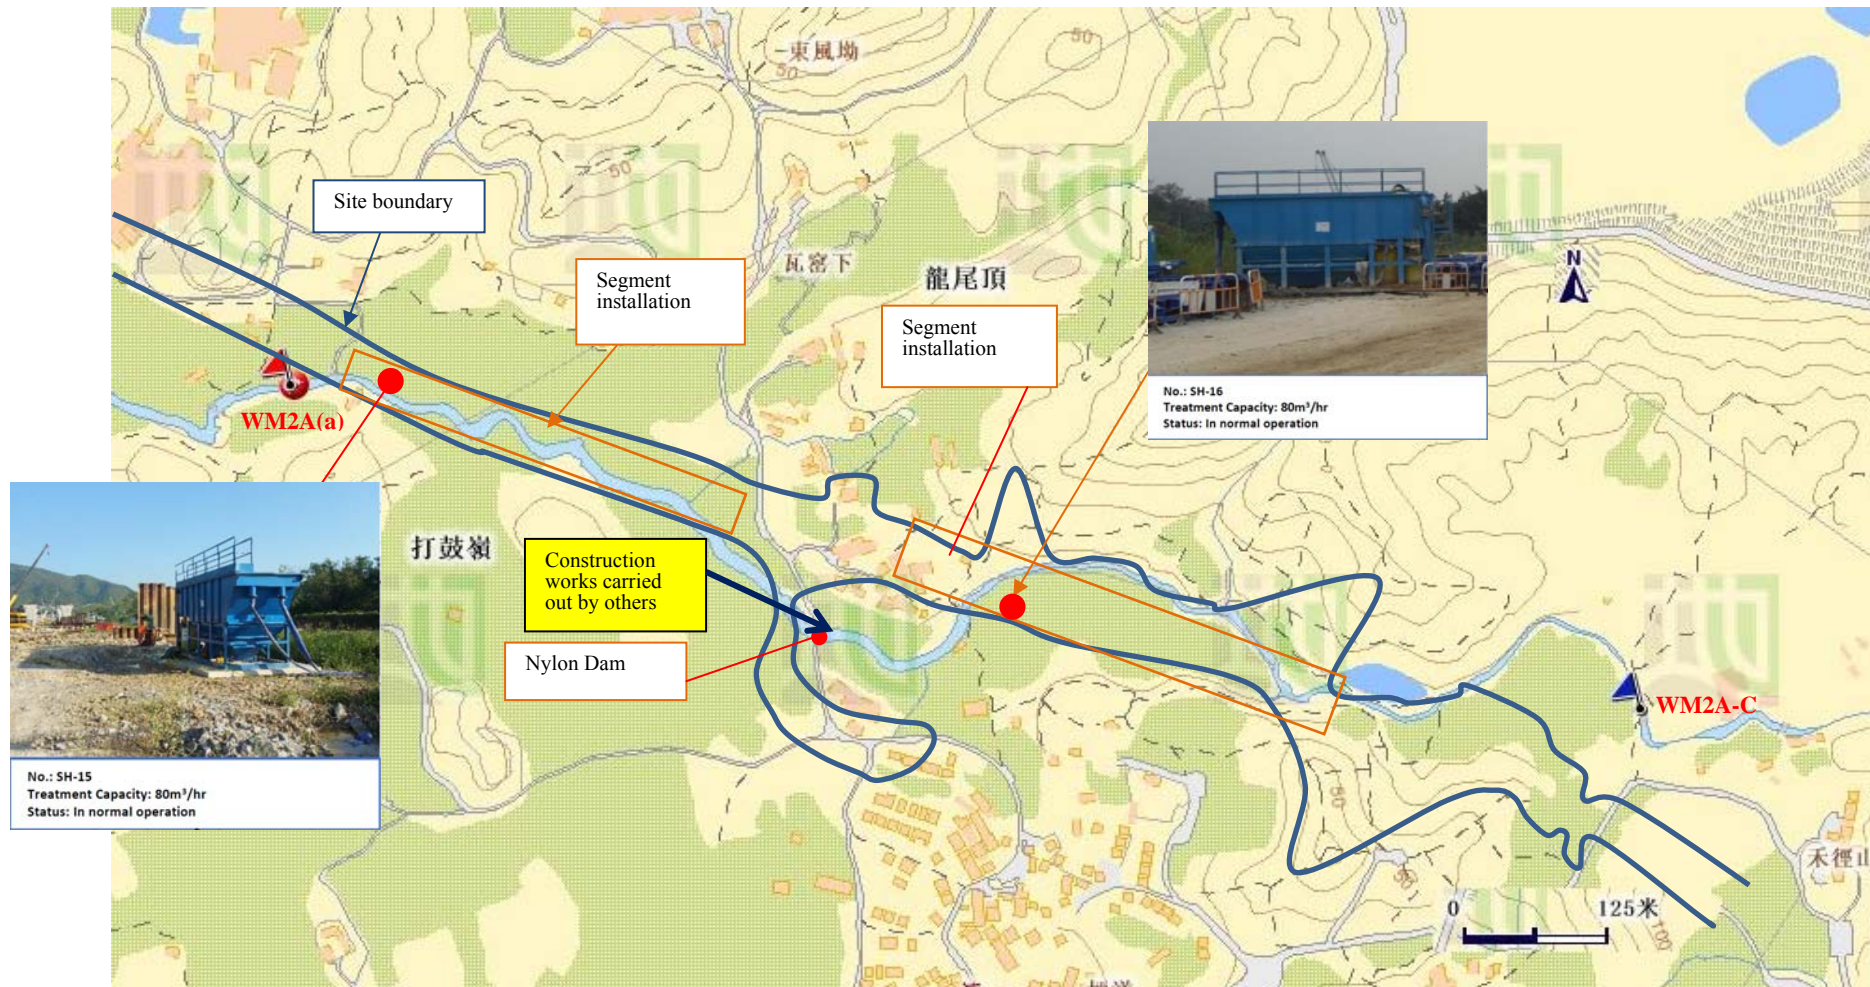 東風坳
50
50
50
Site boundary
Segment
installation
瓦窰下
龍尾頂
Segment
installation
N
No.: SH-16
Treatment Capacity: 80m³/hr
Status: In normal operation
WM2A(a)
打鼓嶺
Construction
works carried
out by others
Nylon Dam
WM2A-C
No.: SH-15
Treatment Capacity: 80m³/hr
Status: In normal operation
50
50
禾徑山
0
125米
100